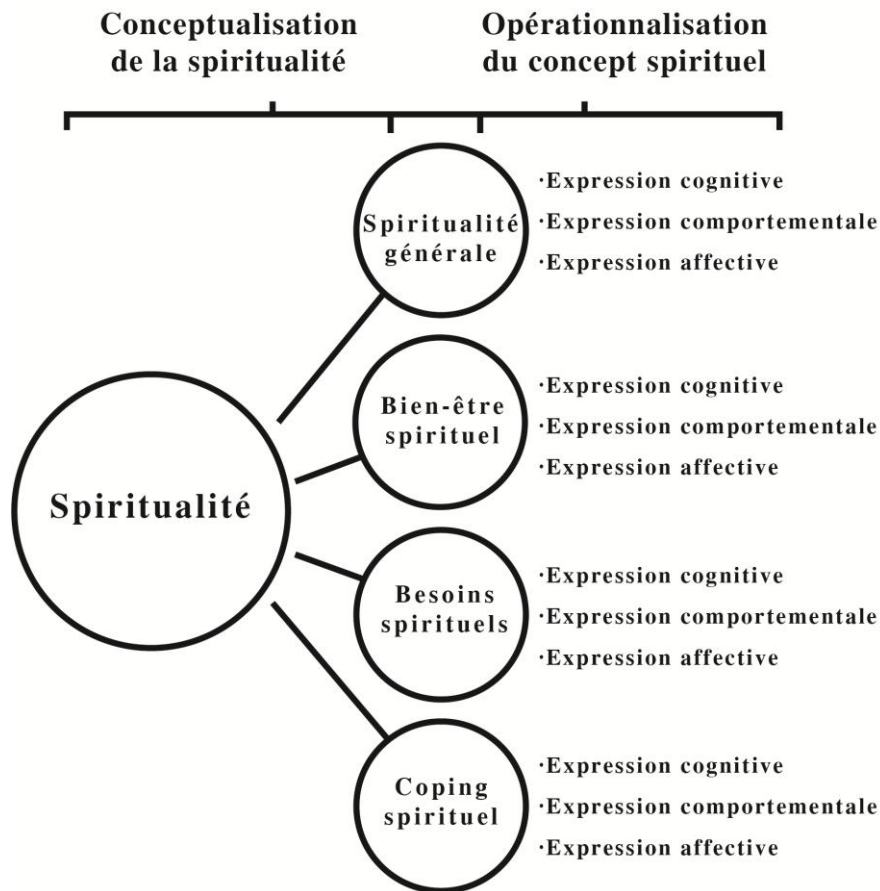 Conceptualisation
de la spiritualité
Opérationnalisation
du concept spirituel
Spiritualité
Spiritualité
générale
·Expression cognitive
·Expression comportementale
·Expression affective
Bien-être
spirituel
·Expression cognitive
·Expression comportementale
·Expression affective
Besoins
spirituels
·Expression cognitive
·Expression comportementale
·Expression affective
Coping
spirituel
·Expression cognitive
·Expression comportementale
·Expression affective